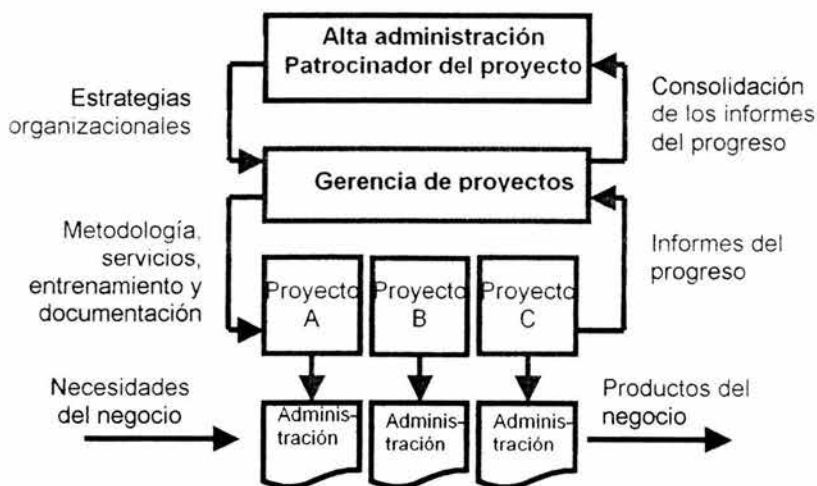 Alta administración
Patrocinador del proyecto
Estrategias
organizacionales
Consolidación
de los informes
del progreso
Gerencia de proyectos
Metodología,
servicios,
entrenamiento y
documentación
Informes del
progreso
Proyecto
A
Proyecto
B
Proyecto
C
Necesidades
del negocio
Productos del
negocio
Adminis-
tración
Adminis-
tración
Adminis-
tración